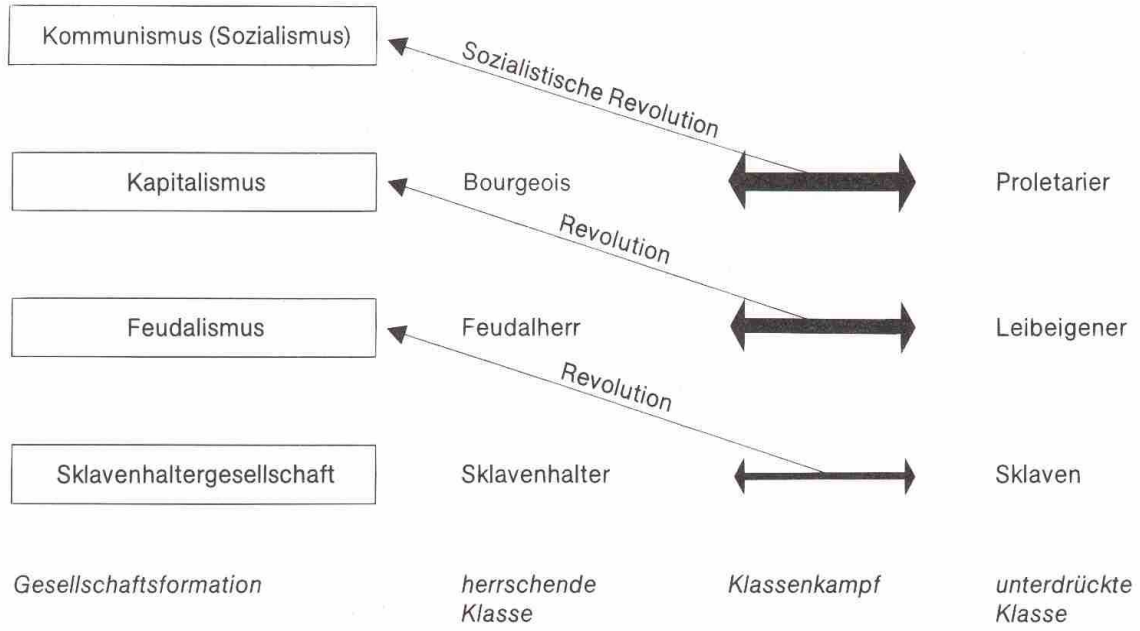 Kommunismus (Sozialismus)
Sozialistische Revolution
Kapitalismus
Bourgeois
Proletarier
Revolution
Feudalismus
Feudalherr
Leibeigener
Revolution
Sklavenhaltergesellschaft
Sklavenhalter
Sklaven
Gesellschaftsformation
herrschende
Klasse
Klassenkampf
unterdrückte
Klasse